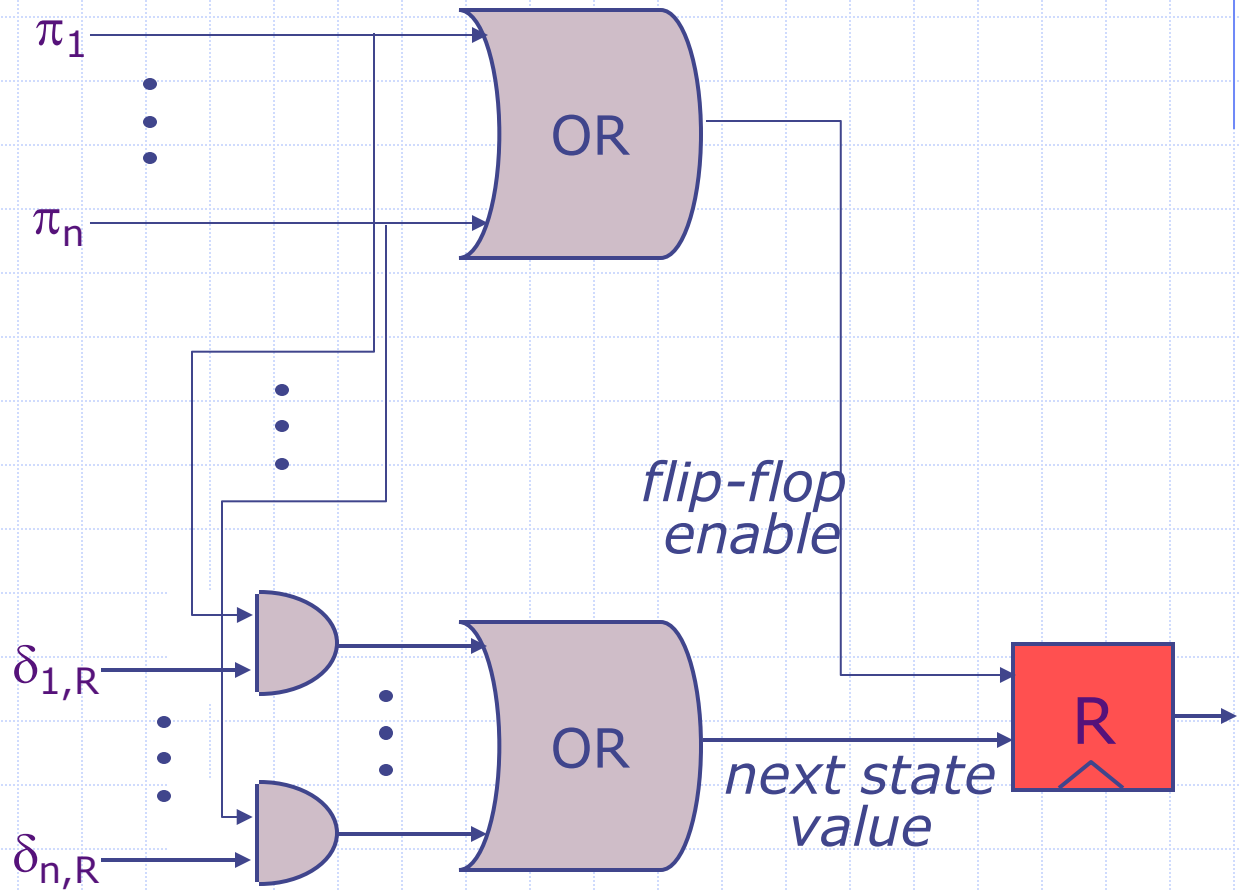 π1
OR
πn
flip-flop
enable
δ1,R
OR
R
next state
value
δn,R